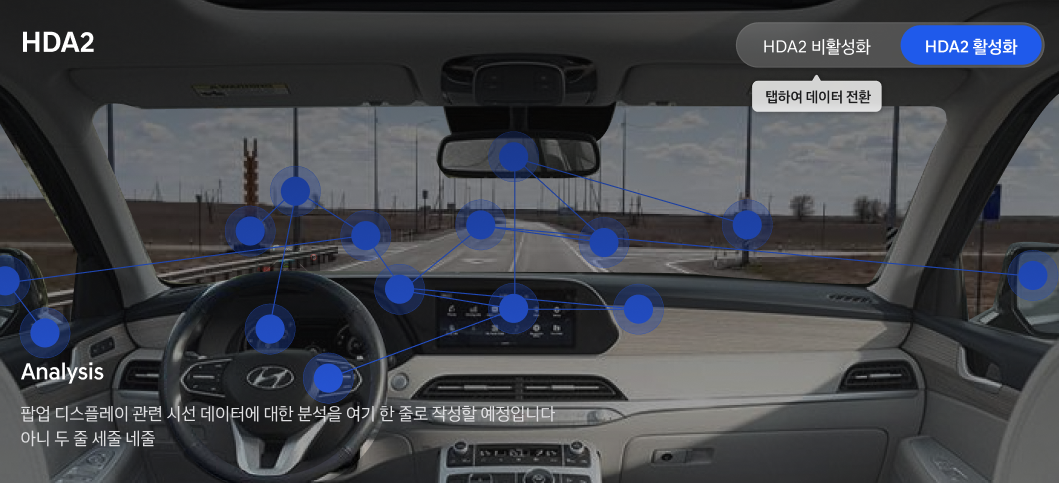 HDA2
HDA2 비활성화
HDA2 활성화
탭하여 데이터 전환
WARNING
Analysis
팝업 디스플레이 관련 시선 데이터에 대한 분석을 여기 한 줄로 작성할 예정입니다
아니 두 줄 세줄 네줄